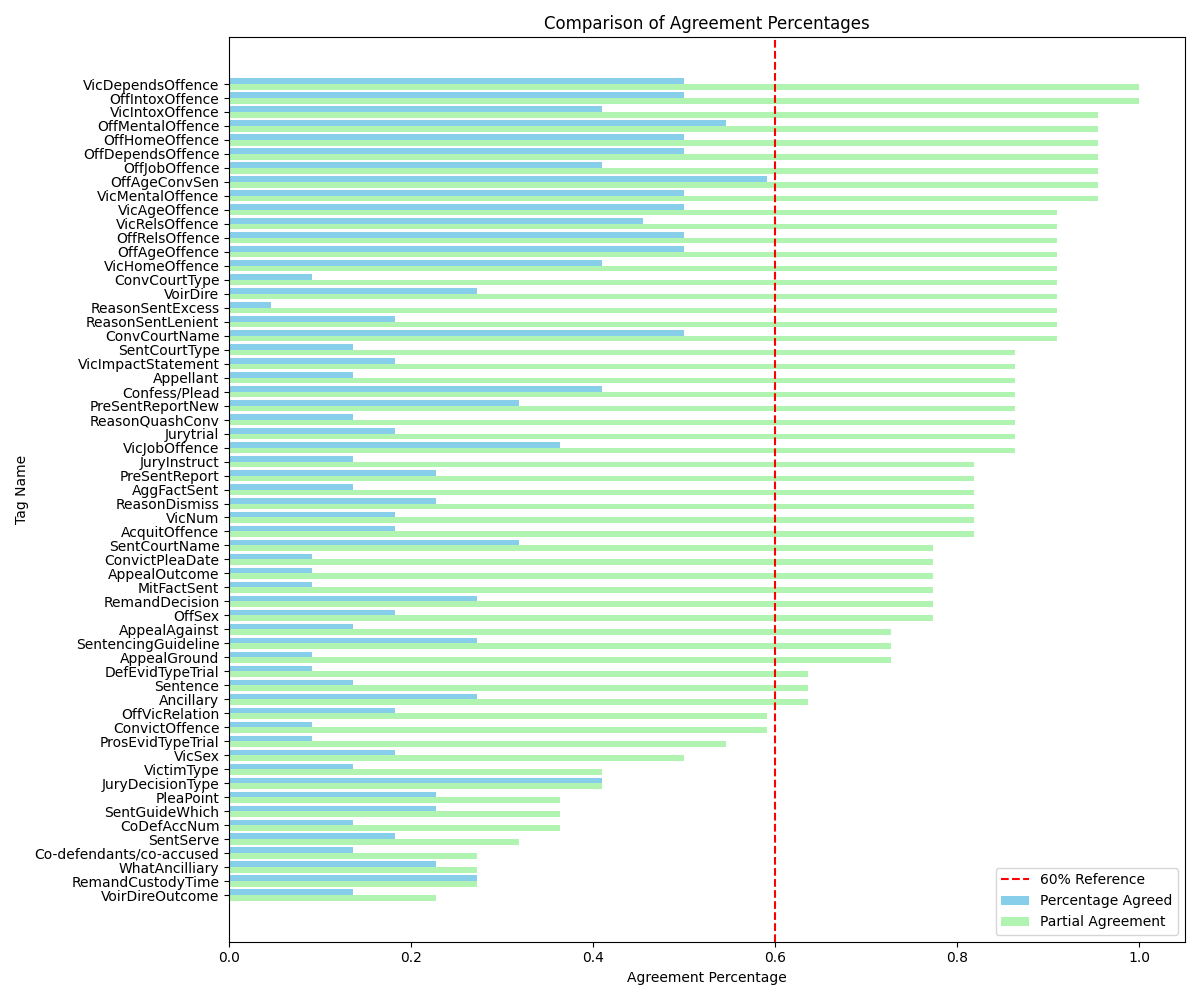 Comparison of Agreement Percentages
Tag Name
VicDependsOffence
OffIntoxOffence
VicIntoxOffence
OffMentalOffence
OffHomeOffence
OffDependsOffence
OffJobOffence
OffAgeConvSen
VicMentalOffence
VicAgeOffence
VicRelsOffence
OffRelsOffence
OffAgeOffence
VicHomeOffence
ConvCourtType
VoirDire
ReasonSentExcess
ReasonSentLenient
ConvCourtName
SentCourtType
VicImpactStatement
Appellant
Confess/Plead
PreSentReportNew
ReasonQuashConv
Jurytrial
VicJobOffence
JuryInstruct
PreSentReport
AggFactSent
ReasonDismiss
VicNum
AcquitOffence
SentCourtName
ConvictPleaDate
AppealOutcome
MitFactSent
RemandDecision
OffSex
AppealAgainst
SentencingGuideline
AppealGround
DefEvidTypeTrial
Sentence
Ancillary
OffVicRelation
ConvictOffence
ProsEvidTypeTrial
VicSex
VictimType
JuryDecisionType
PleaPoint
SentGuideWhich
CoDefAccNum
SentServe
Co-defendants/co-accused
WhatAncilliary
RemandCustodyTime
VoirDireOutcome
60% Reference
Percentage Agreed
Partial Agreement
0.0 0.2 0.4 0.6 0.8 1.0
Agreement Percentage